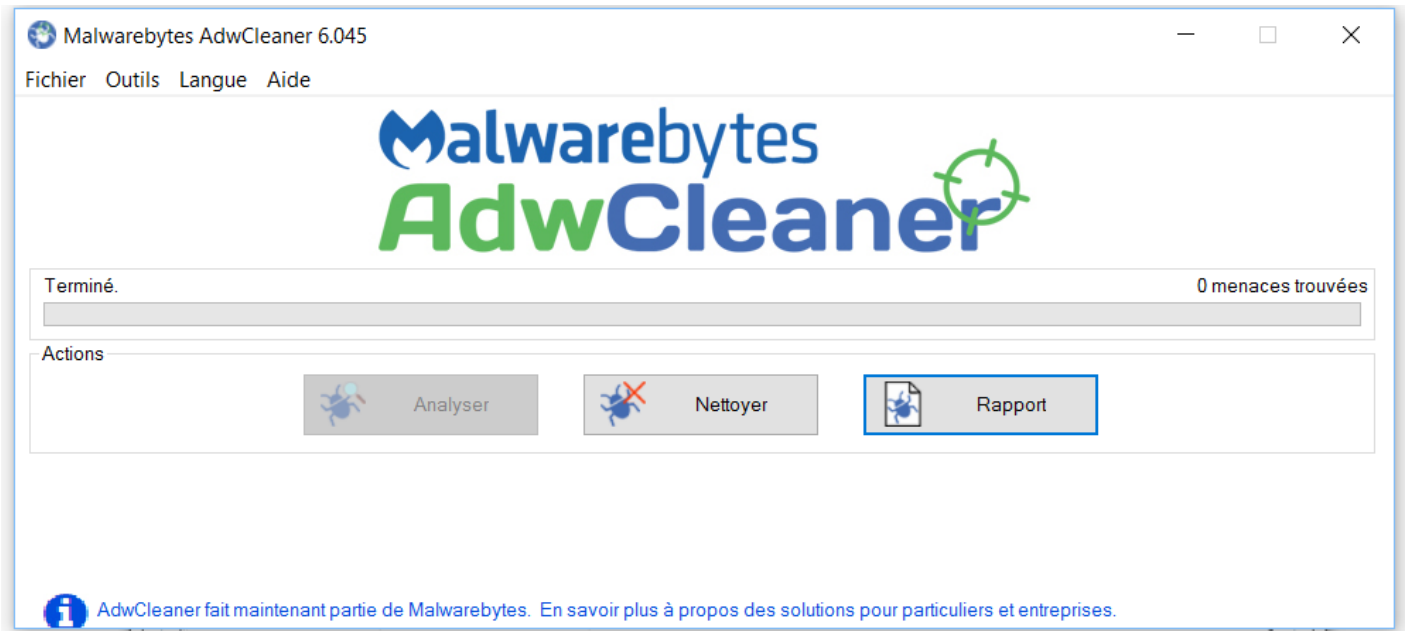 Malwarebytes AdwCleaner 6.045
Fichier Outils Langue Aide
Malwarebytes
AdwCleaner
Terminé. 0 menaces trouvées
Actions
Analyser Nettoyer Rapport
AdwCleaner fait maintenant partie de Malwarebytes. En savoir plus à propos des solutions pour particuliers et entreprises.